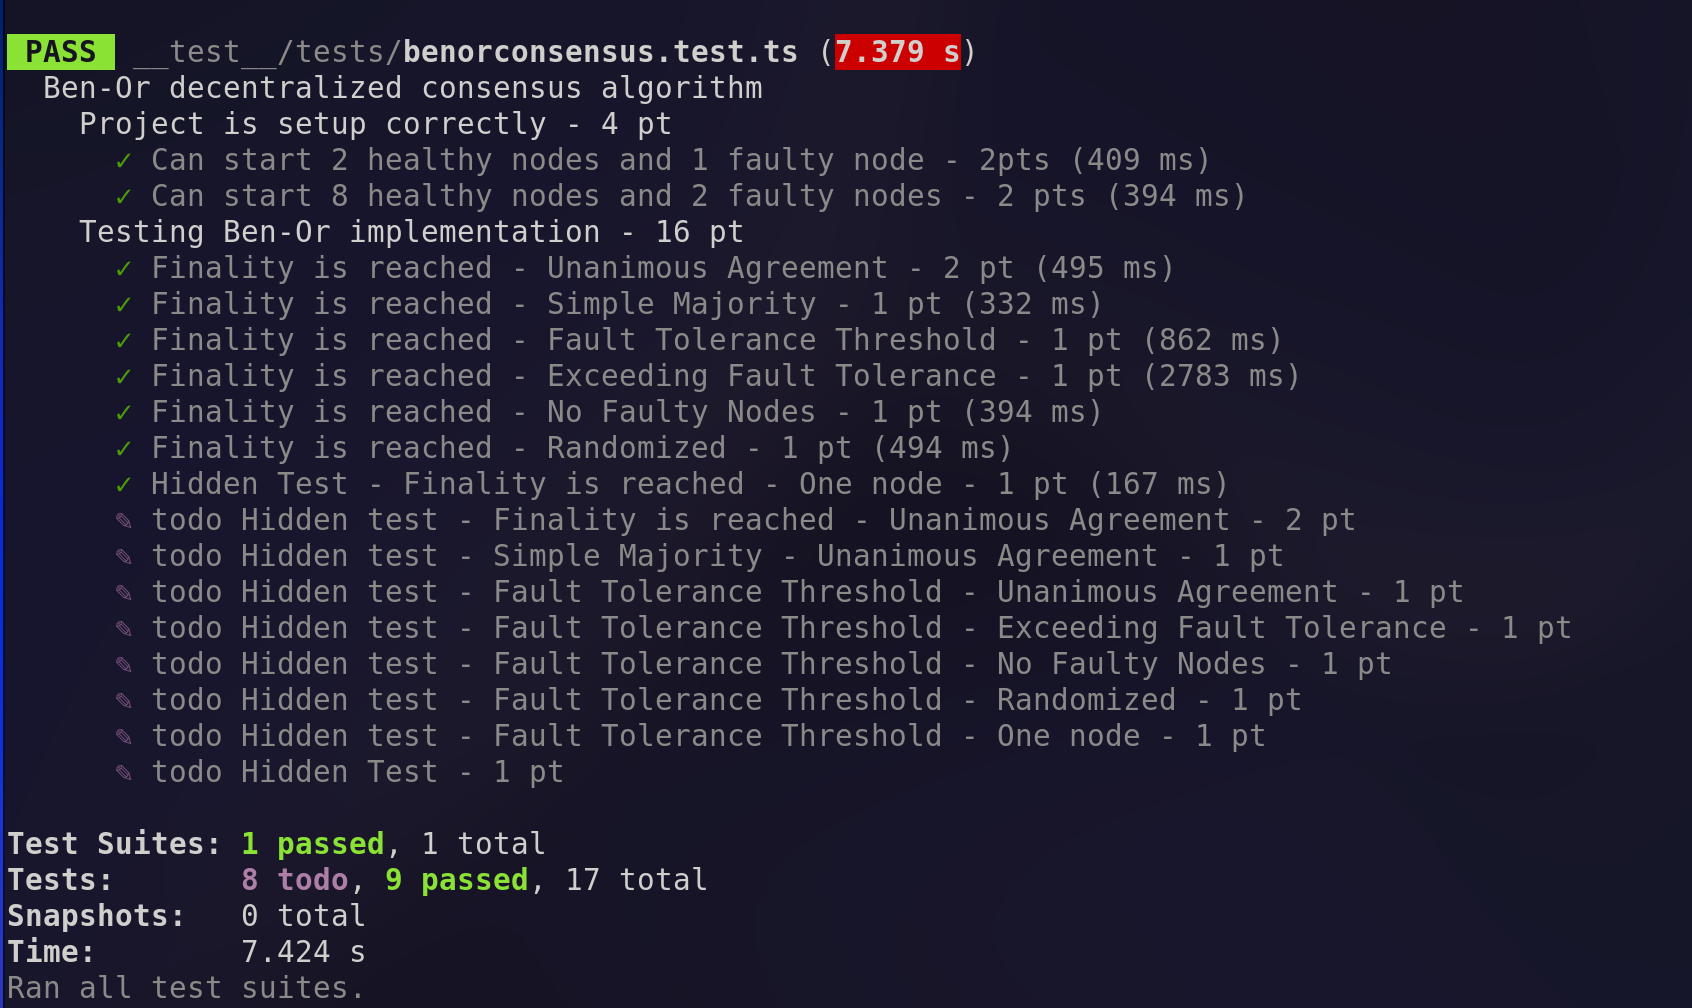 PASS __test__/tests/benorconsensus.test.ts (7.379 s)
Ben-Or decentralized consensus algorithm
Project is setup correctly - 4 pt
✓ Can start 2 healthy nodes and 1 faulty node - 2pts (409 ms)
✓ Can start 8 healthy nodes and 2 faulty nodes - 2 pts (394 ms)
Testing Ben-Or implementation - 16 pt
✓ Finality is reached - Unanimous Agreement - 2 pt (495 ms)
✓ Finality is reached - Simple Majority - 1 pt (332 ms)
✓ Finality is reached - Fault Tolerance Threshold - 1 pt (862 ms)
✓ Finality is reached - Exceeding Fault Tolerance - 1 pt (2783 ms)
✓ Finality is reached - No Faulty Nodes - 1 pt (394 ms)
✓ Finality is reached - Randomized - 1 pt (494 ms)
✓ Hidden Test - Finality is reached - One node - 1 pt (167 ms)
✎ todo Hidden test - Finality is reached - Unanimous Agreement - 2 pt
✎ todo Hidden test - Simple Majority - Unanimous Agreement - 1 pt
✎ todo Hidden test - Fault Tolerance Threshold - Unanimous Agreement - 1 pt
✎ todo Hidden test - Fault Tolerance Threshold - Exceeding Fault Tolerance - 1 pt
✎ todo Hidden test - Fault Tolerance Threshold - No Faulty Nodes - 1 pt
✎ todo Hidden test - Fault Tolerance Threshold - Randomized - 1 pt
✎ todo Hidden test - Fault Tolerance Threshold - One node - 1 pt
✎ todo Hidden Test - 1 pt
Test Suites: 1 passed, 1 total
Tests: 8 todo, 9 passed, 17 total
Snapshots: 0 total
Time: 7.424 s
Ran all test suites.